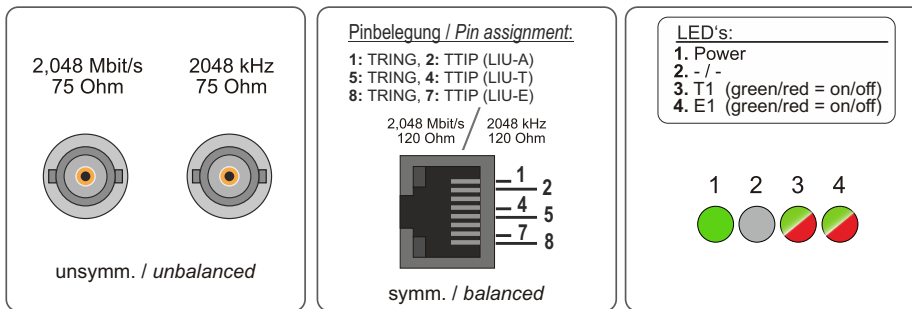 2,048 Mbit/s
75 Ohm
2048 kHz
75 Ohm
unsymm. / unbalanced
Pinbelegung / Pin assignment:
1: TRING, 2: TTIP (LIU-A)
5: TRING, 4: TTIP (LIU-T)
8: TRING, 7: TTIP (LIU-E)
2,048 Mbit/s
120 Ohm
/
2048 kHz
120 Ohm
1
2
4
5
7
8
symm. / balanced
LED's:
1. Power
2. - / -
3. T1 (green/red = on/off)
4. E1 (green/red = on/off)
1 2 3 4